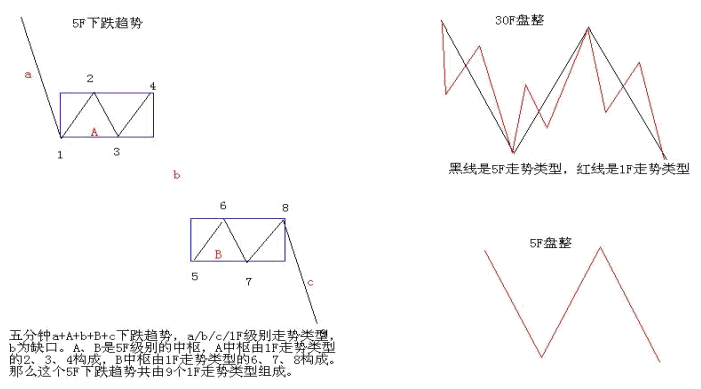 5F下跌趋势
a
2
4
A
1
3
b
6
8
B
5
7
c
五分钟a+A+b+B+c下跌趋势，a/b/c/1F级别走势类型，
b为缺口。A、B是5F级别的中枢，A中枢由1F走势类型
的2、3、4构成，B中枢由1F走势类型的6、7、8构成。
那么这个5F下跌趋势共由9个1F走势类型组成。
30F盘整
黑线是5F走势类型，红线是1F走势类型
5F盘整